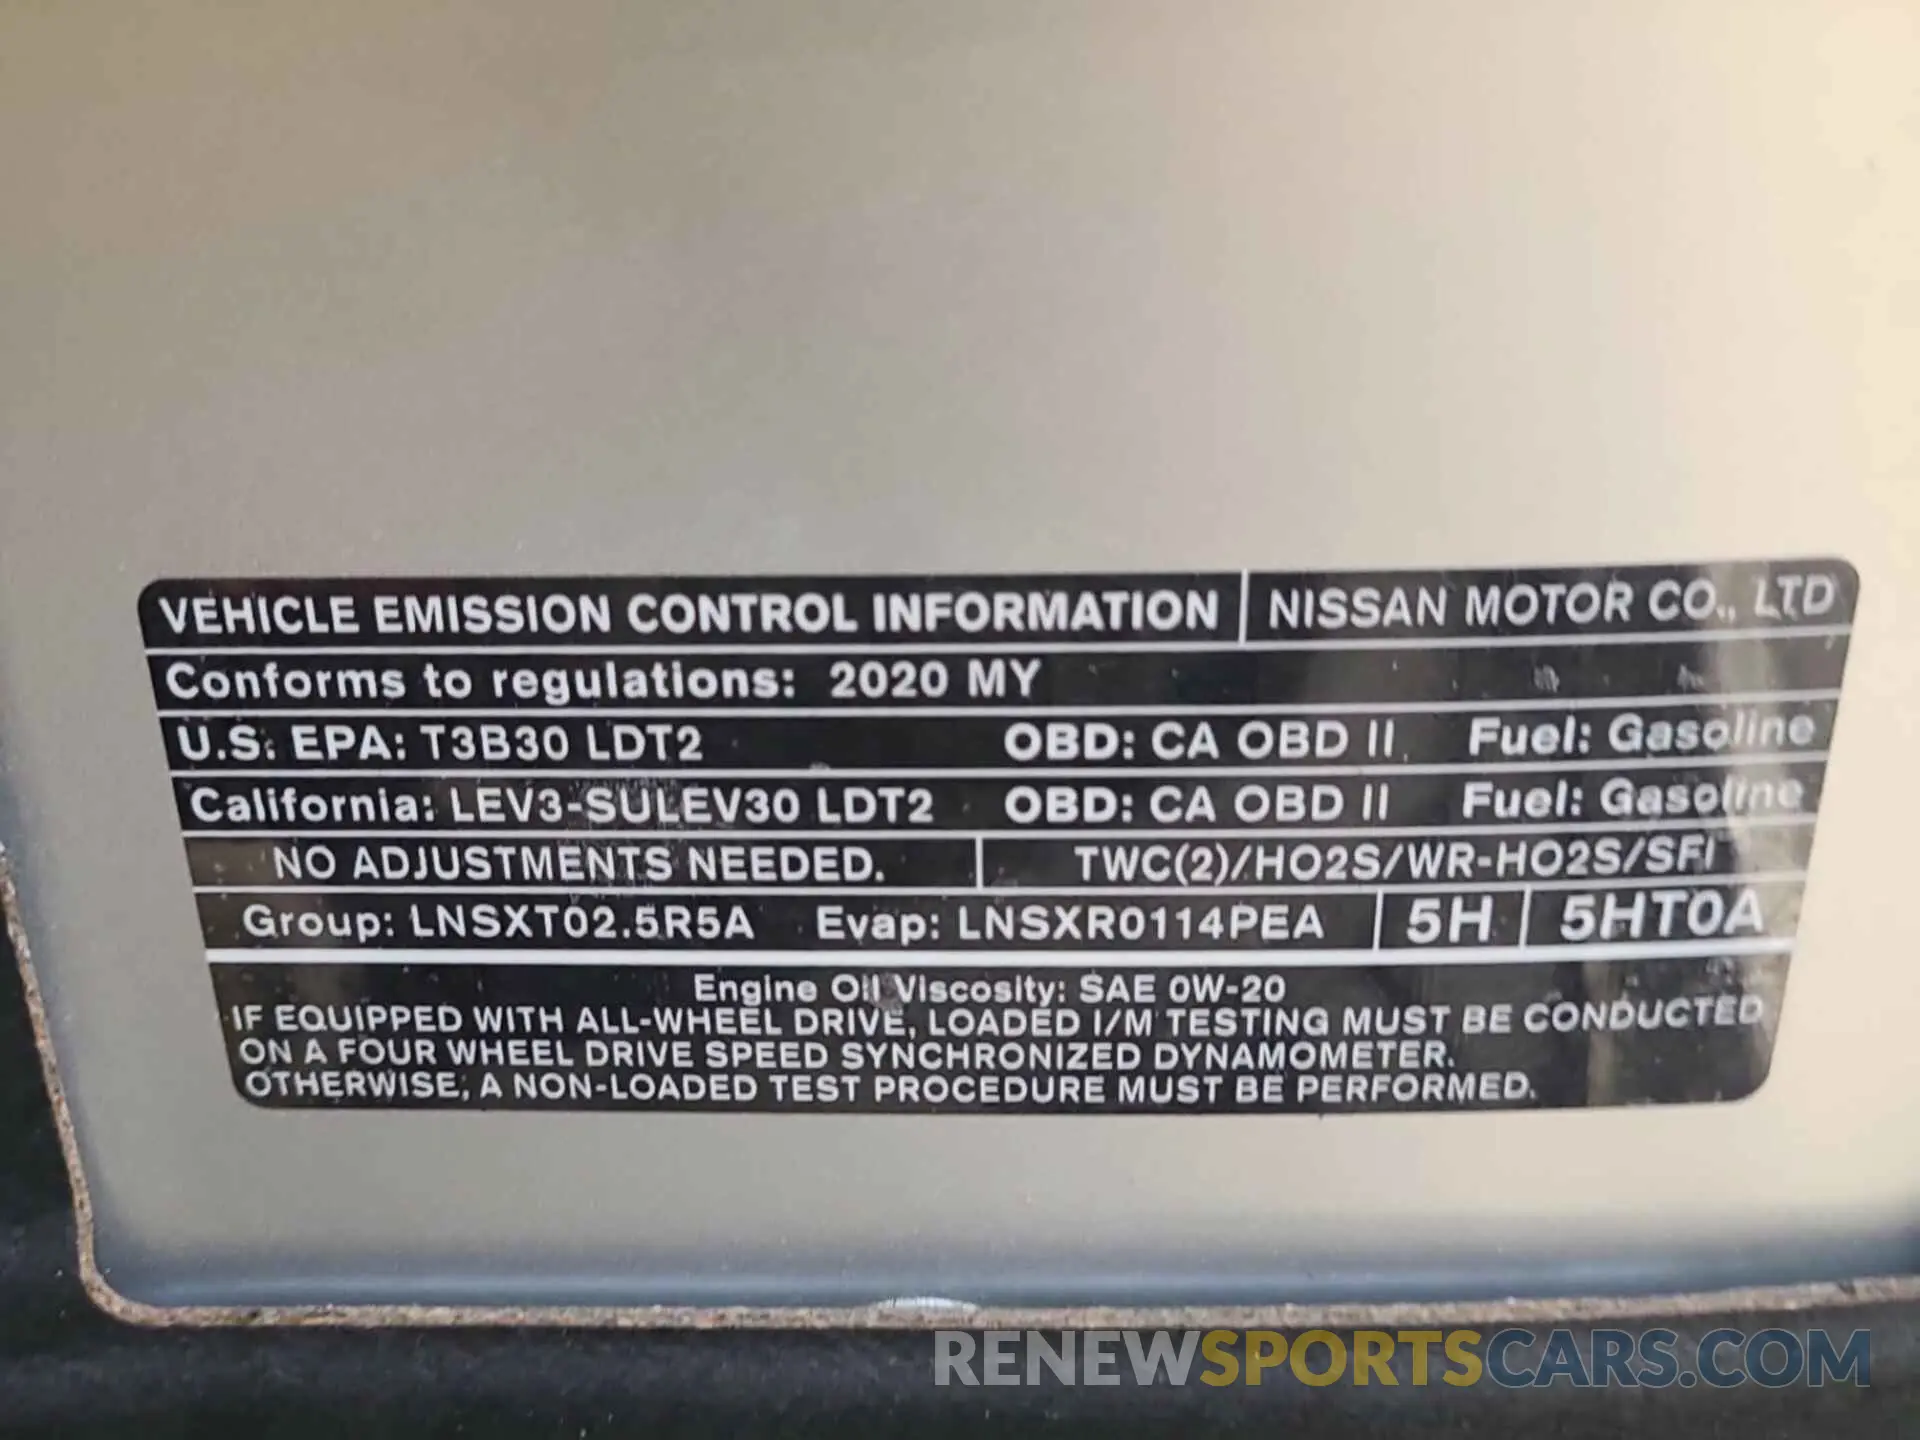 VEHICLE EMISSION CONTROL INFORMATION NISSAN MOTOR CO., LTD
Conforms to regulations: 2020 MY
U.S. EPA: T3B30 LDT2 OBD: CA OBD II Fuel: Gasoline
California: LEV3-SULEV30 LDT2 OBD: CA OBD II Fuel: Gasoline
NO ADJUSTMENTS NEEDED. TWC(2)/HO2S/WR-HO2S/SFI
Group: LNSXT02.5R5A Evap: LNSXR0114PEA 5H 5HT0A
Engine Oil Viscosity: SAE 0W-20
IF EQUIPPED WITH ALL-WHEEL DRIVE, LOADED I/M TESTING MUST BE CONDUCTED
ON A FOUR WHEEL DRIVE SPEED SYNCHRONIZED DYNAMOMETER.
OTHERWISE, A NON-LOADED TEST PROCEDURE MUST BE PERFORMED.
RENEWSPORTSCARS.COM